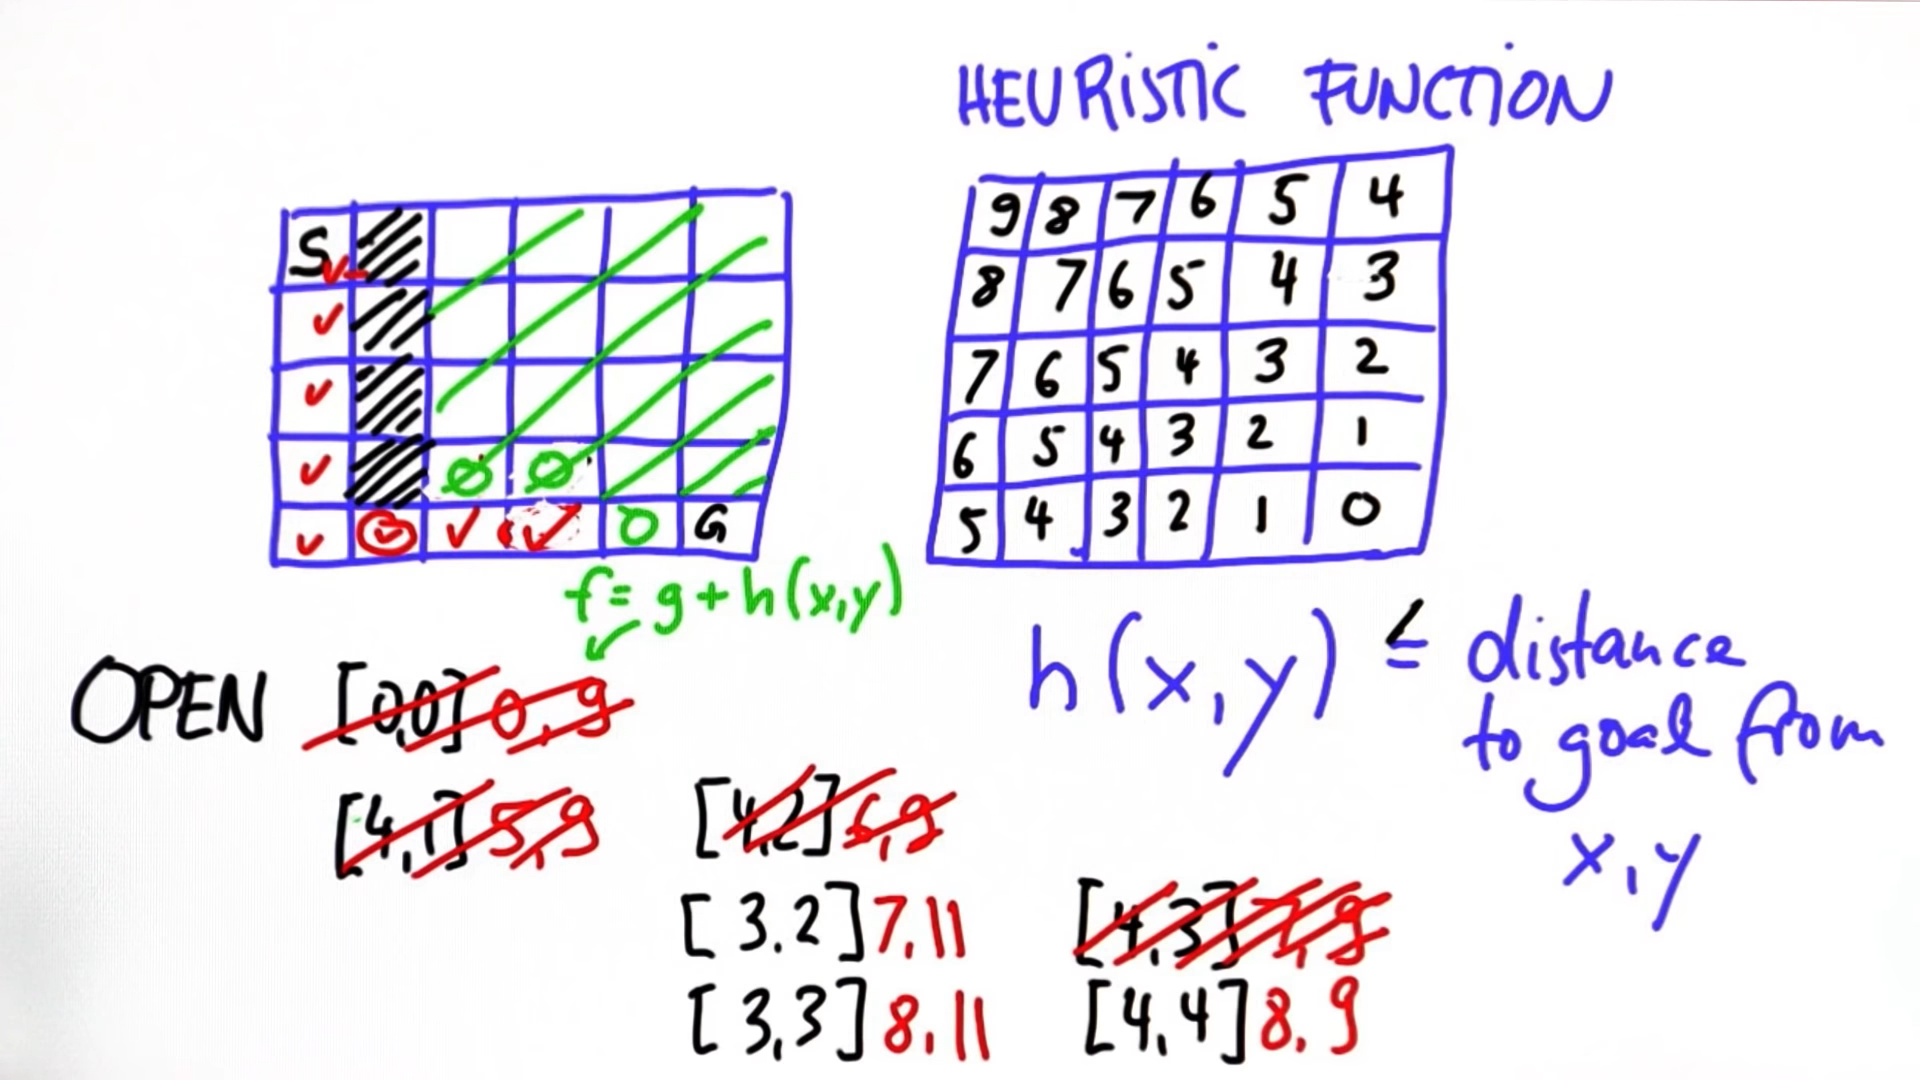 HEURISTIC FUNCTION
S
G
9 8 7 6 5 4
8 7 6 5 4 3
7 6 5 4 3 2
6 5 4 3 2 1
5 4 3 2 1 0
f = g + h(x,y)
h(x,y) ≤ distance
to goal from
x,y
OPEN [0,0] 0,9
[4,1] 5,9 [4,2] 6,9
[3,2] 7,11 [4,3] 7,9
[3,3] 8,11 [4,4] 8,9